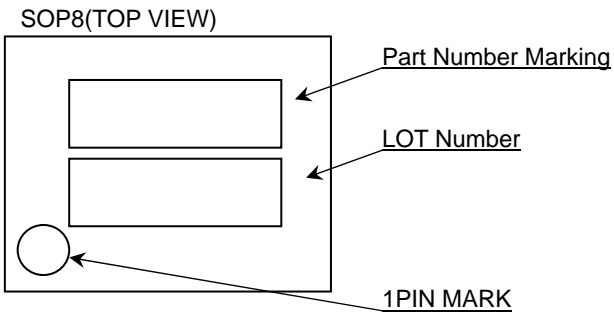 SOP8(TOP VIEW)
Part Number Marking
LOT Number
1PIN MARK